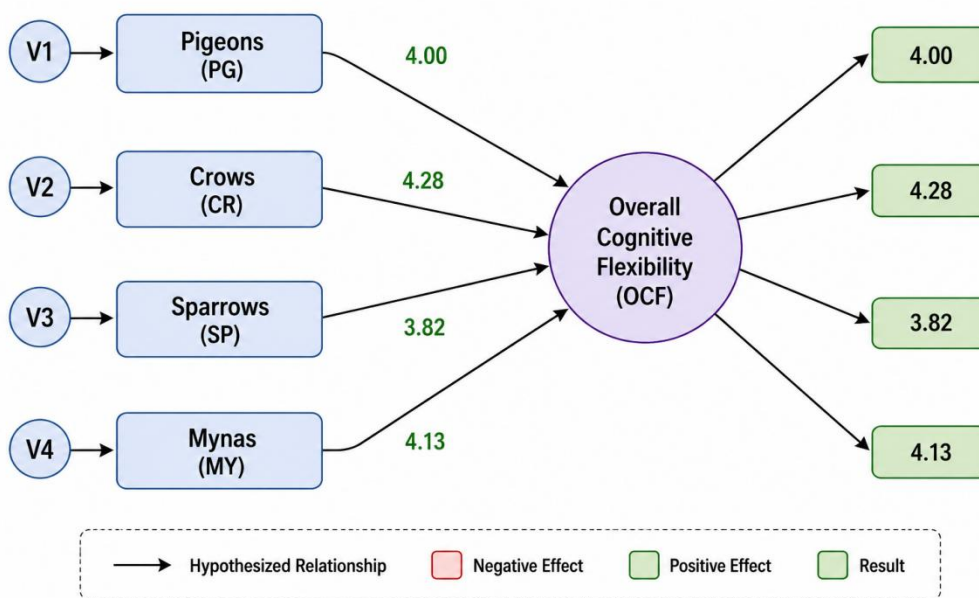 V1
Pigeons
(PG)
4.00
4.00
V2
Crows
(CR)
4.28
4.28
Overall
Cognitive
Flexibility
(OCF)
V3
Sparrows
(SP)
3.82
3.82
V4
Mynas
(MY)
4.13
4.13
Hypothesized Relationship
Negative Effect
Positive Effect
Result